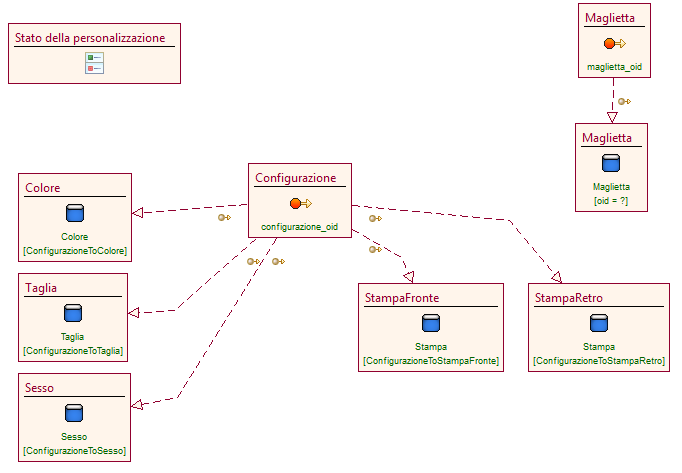 Stato della personalizzazione
Maglietta
maglietta_oid
Maglietta
Maglietta
[oid = ?]
Configurazione
configurazione_oid
Colore
Colore
[ConfigurazioneToColore]
Taglia
Taglia
[ConfigurazioneToTaglia]
StampaFronte
Stampa
[ConfigurazioneToStampaFronte]
StampaRetro
Stampa
[ConfigurazioneToStampaRetro]
Sesso
Sesso
[ConfigurazioneToSesso]